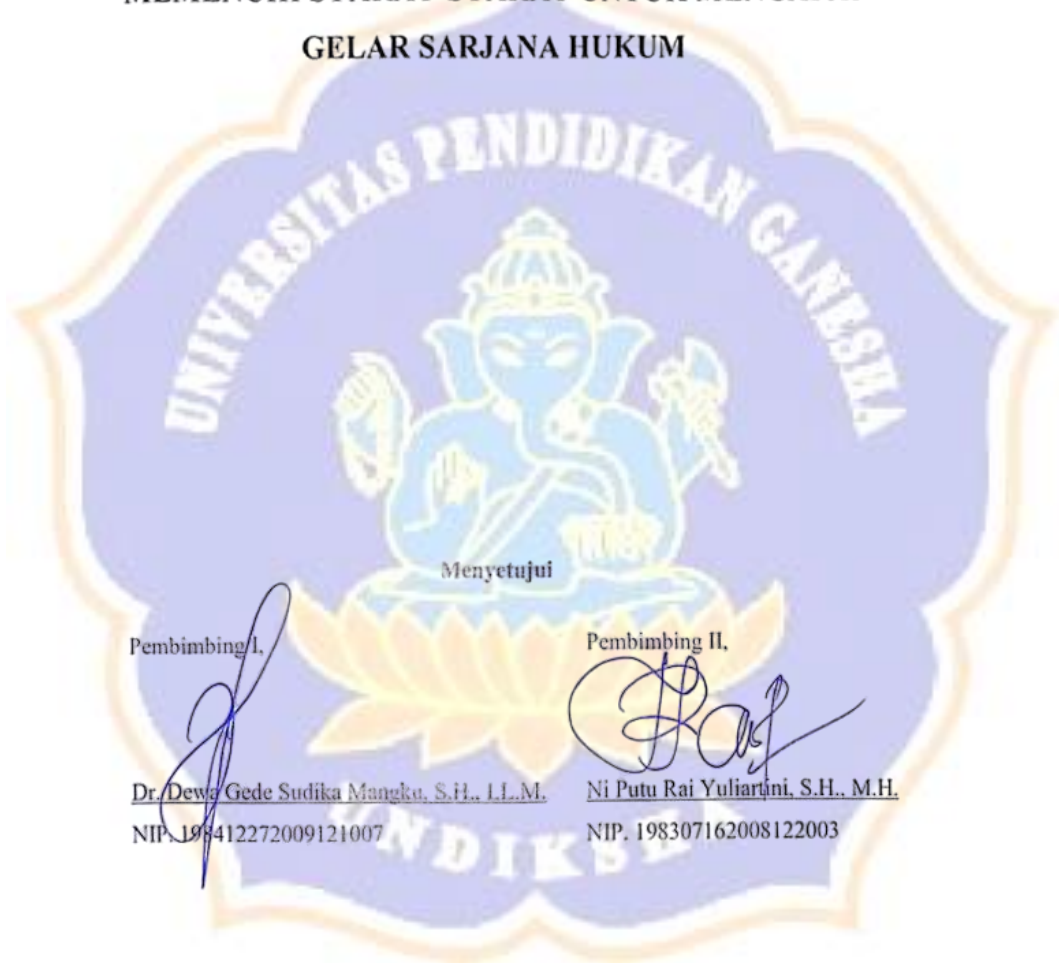 GELAR SARJANA HUKUM
UNIVERSITAS PENDIDIKAN GANESHA
Menyetujui
Pembimbing I,
Pembimbing II,
Dr. Dewa Gede Sudika Mangku, S.H., LL.M.
Ni Putu Rai Yuliartini, S.H., M.H.
NIP. 198412272009121007
NIP. 198307162008122003
UNDIKSHA